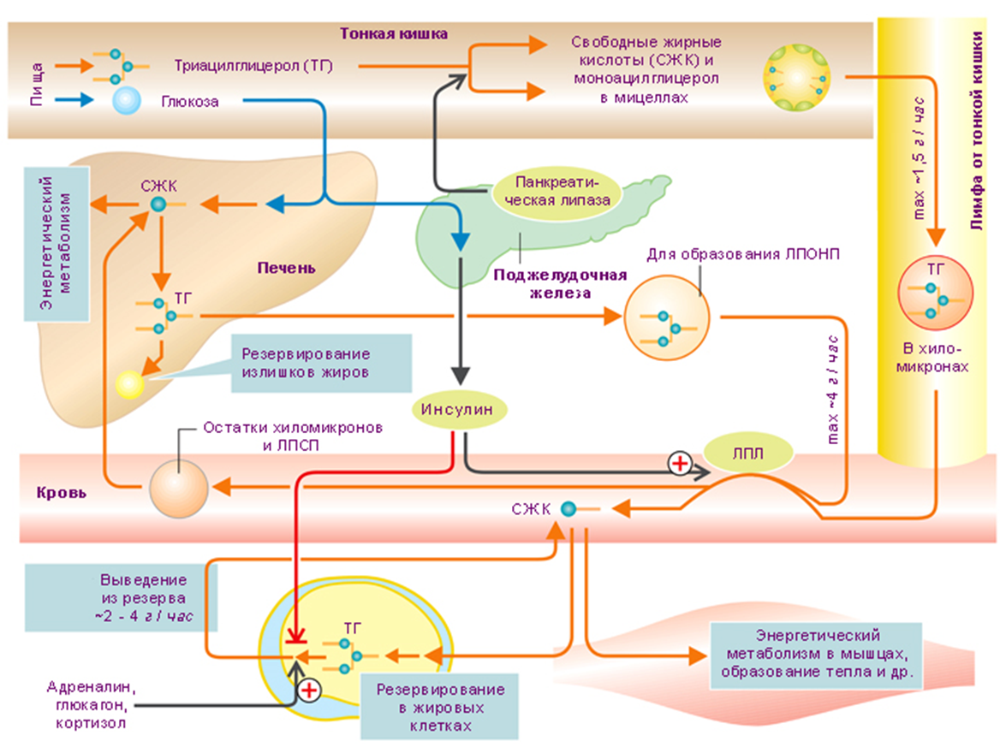 Тонкая кишка
Пища
Триацилглицерол (ТГ)
Глюкоза
Свободные жирные
кислоты (СЖК) и
моноацилглицерол
в мицеллах
Лимфа от тонкой кишки
max ~1,5 г / час
СЖК
Энергетический
метаболизм
Печень
ТГ
Резервирование
излишков жиров
Панкреати-
ческая липаза
Поджелудочная
железа
Для образования ЛПОНП
ТГ
В хило-
микронах
max ~4 г / час
Инсулин
Остатки хиломикронов
и ЛПСП
ЛПЛ
+
Кровь
СЖК
Выведение
из резерва
~2 - 4 г / час
ТГ
Адреналин,
глюкагон,
кортизол
+
Резервирование
в жировых
клетках
Энергетический
метаболизм в мышцах,
образование тепла и др.